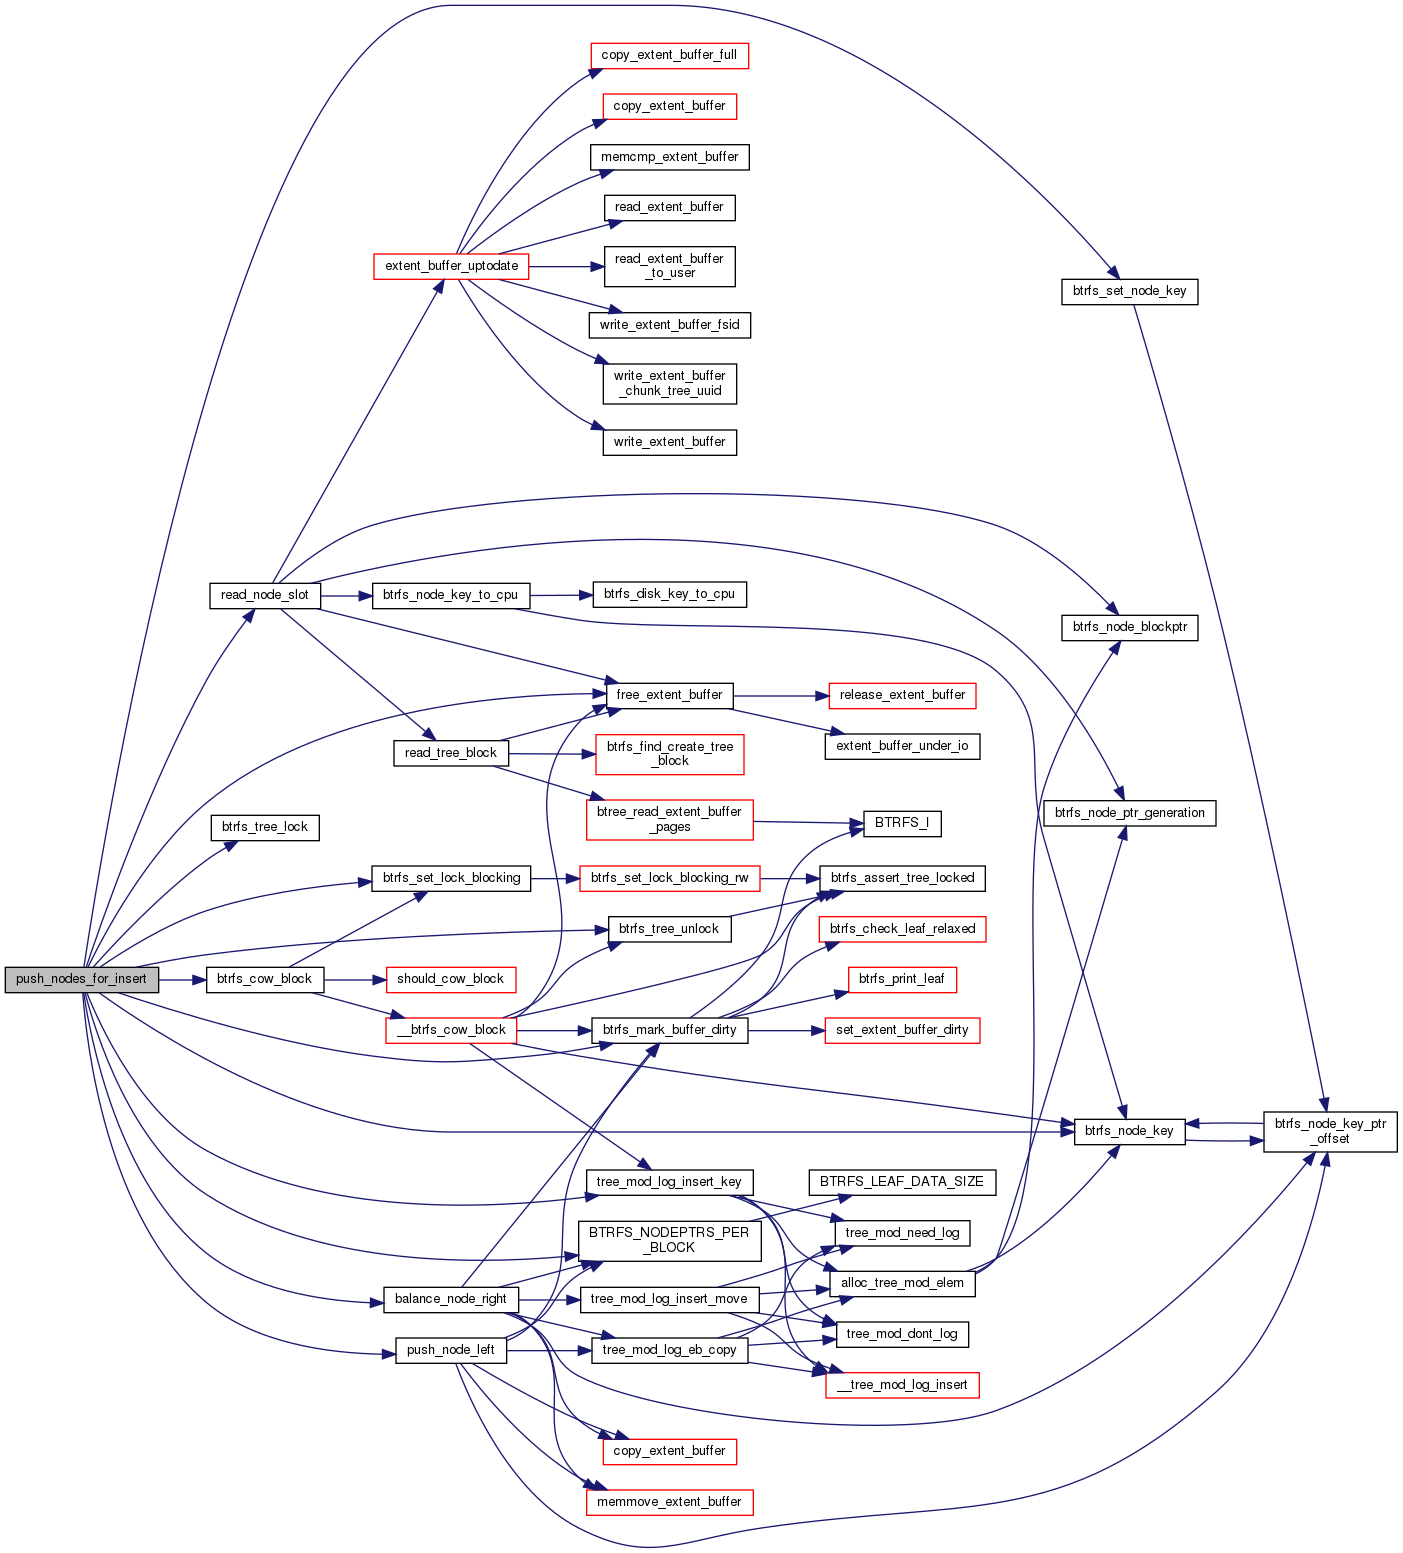 copy_extent_buffer_full
copy_extent_buffer
memcmp_extent_buffer
read_extent_buffer
extent_buffer_uptodate
read_extent_buffer
_to_user
btrfs_set_node_key
write_extent_buffer_fsid
write_extent_buffer
_chunk_tree_uuid
write_extent_buffer
read_node_slot
btrfs_node_key_to_cpu
btrfs_disk_key_to_cpu
btrfs_node_blockptr
free_extent_buffer
release_extent_buffer
read_tree_block
btrfs_find_create_tree
_block
extent_buffer_under_io
btrfs_tree_lock
btree_read_extent_buffer
_pages
BTRFS_I
btrfs_node_ptr_generation
btrfs_set_lock_blocking
btrfs_set_lock_blocking_rw
btrfs_assert_tree_locked
btrfs_tree_unlock
btrfs_check_leaf_relaxed
push_nodes_for_insert
btrfs_cow_block
should_cow_block
btrfs_print_leaf
__btrfs_cow_block
btrfs_mark_buffer_dirty
set_extent_buffer_dirty
btrfs_node_key
btrfs_node_key_ptr
_offset
tree_mod_log_insert_key
BTRFS_LEAF_DATA_SIZE
BTRFS_NODEPTRS_PER
_BLOCK
tree_mod_need_log
balance_node_right
tree_mod_log_insert_move
alloc_tree_mod_elem
push_node_left
tree_mod_log_eb_copy
tree_mod_dont_log
__tree_mod_log_insert
copy_extent_buffer
memmove_extent_buffer